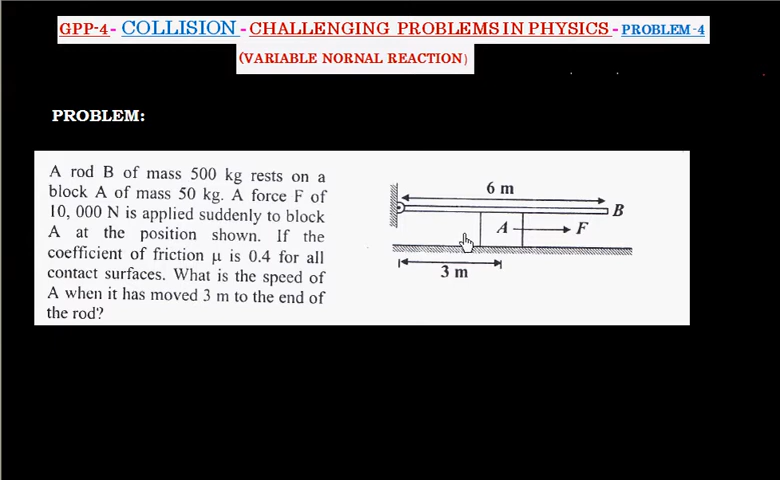 GPP-4- COLLISION -CHALLENGING PROBLEMS IN PHYSICS - PROBLEM -4
(VARIABLE NORNAL REACTION)
PROBLEM:
A rod B of mass 500 kg rests on a
block A of mass 50 kg. A force F of
10, 000 N is applied suddenly to block
A at the position shown. If the
coefficient of friction μ is 0.4 for all
contact surfaces. What is the speed of
A when it has moved 3 m to the end of
the rod?
6 m
B
A
F
3 m